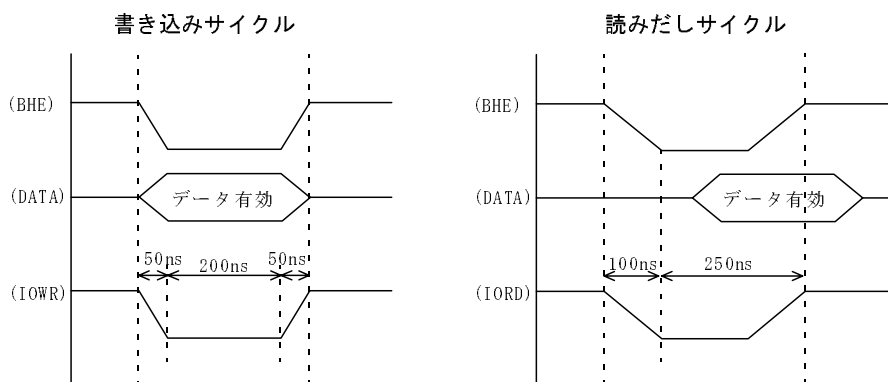 書き込みサイクル
(BHE)
(DATA)
データ有効
50ns
200ns
50ns
(IOWR)
読みだしサイクル
(BHE)
(DATA)
データ有効
100ns
250ns
(IORD)